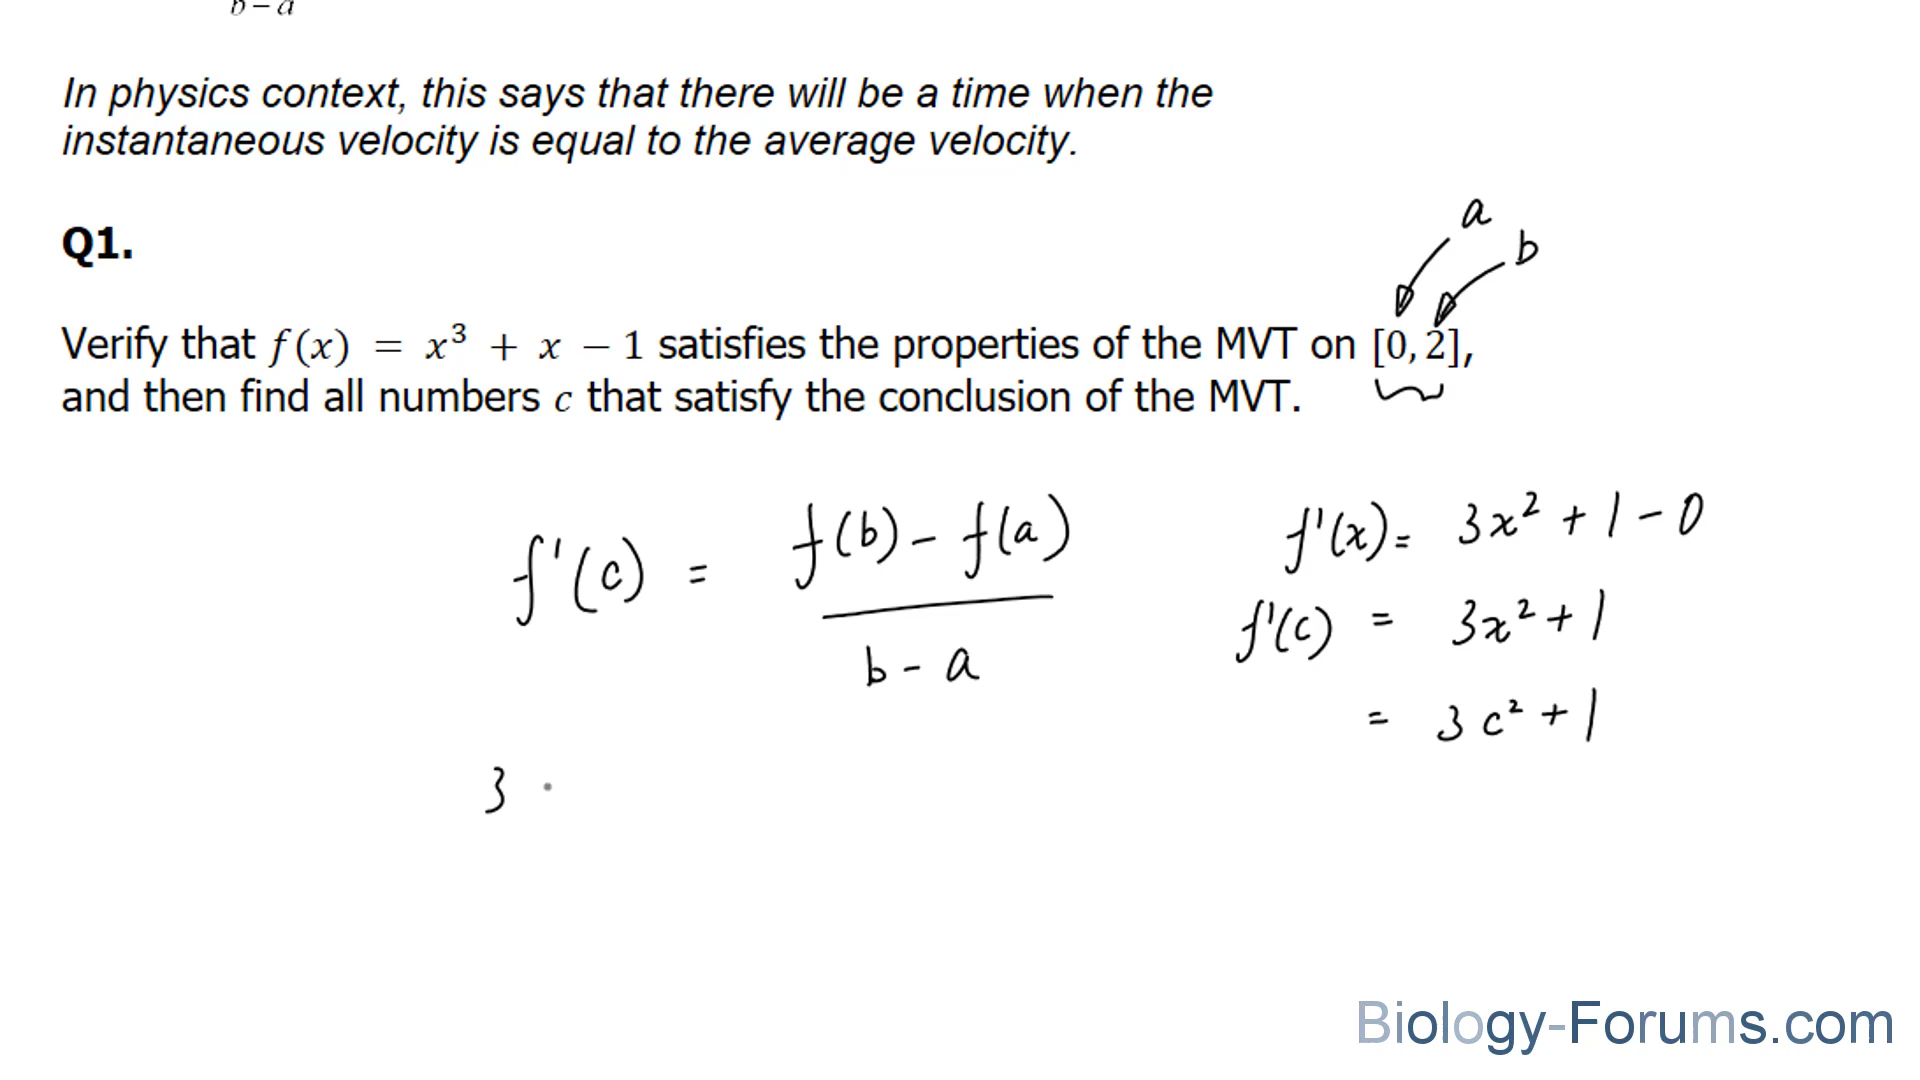 b − a
In physics context, this says that there will be a time when the
instantaneous velocity is equal to the average velocity.
a
b
Q1.
Verify that f(x) = x³ + x − 1 satisfies the properties of the MVT on [0, 2],
and then find all numbers c that satisfy the conclusion of the MVT.
f'(c) = f(b) - f(a)
b - a
f'(x) = 3x² + 1 - 0
f'(c) = 3x² + 1
= 3c² + 1
3
Biology-Forums.com